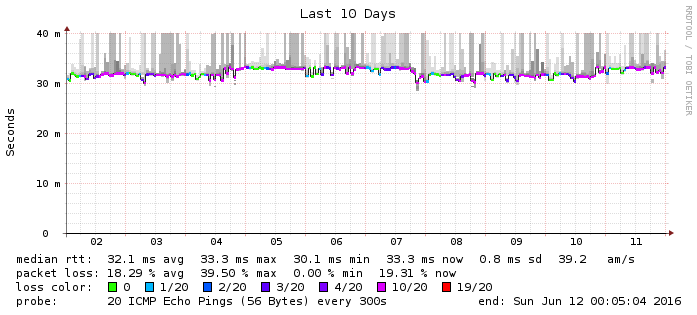 Last 10 Days
RRDTOOL / TOBI OETIKER
Seconds
40 m
30 m
20 m
10 m
0
02 03 04 05 06 07 08 09 10 11
median rtt: 32.1 ms avg 33.3 ms max 30.1 ms min 33.3 ms now 0.8 ms sd 39.2 am/s
packet loss: 18.29 % avg 39.50 % max 0.00 % min 19.31 % now
loss color: 0 1/20 2/20 3/20 4/20 10/20 19/20
probe: 20 ICMP Echo Pings (56 Bytes) every 300s end: Sun Jun 12 00:05:04 2016